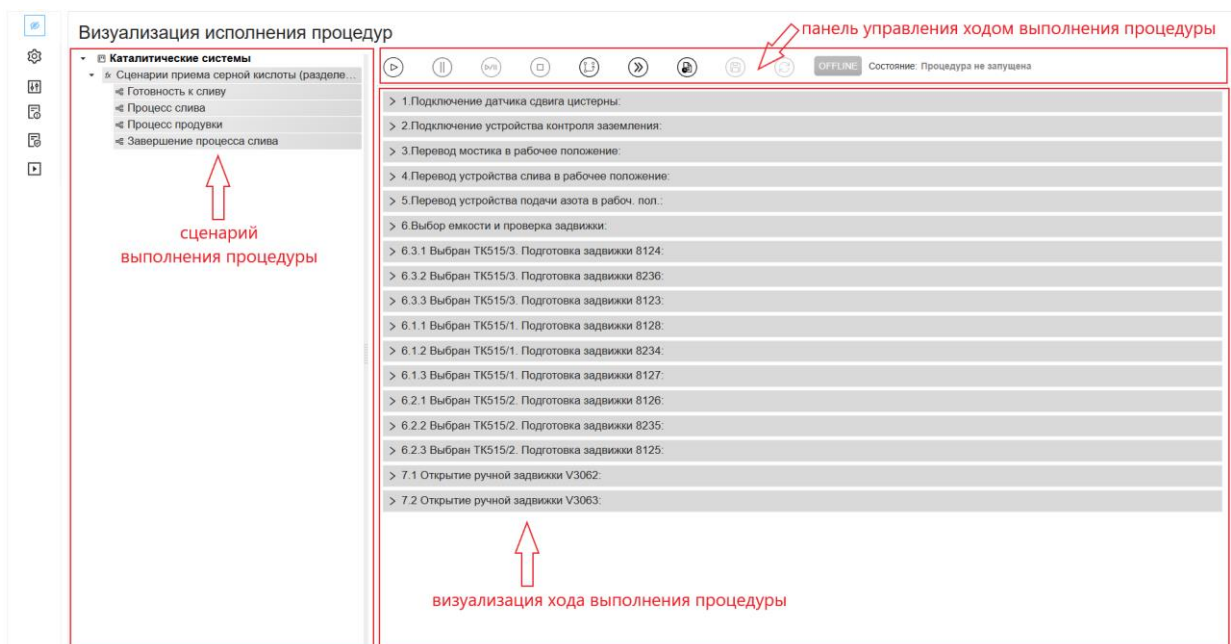 Визуализация исполнения процедур
панель управления ходом выполнения процедуры
Каталитические системы
fx Сценарии приема серной кислоты (разделе...
Готовность к сливу
Процесс слива
Процесс продувки
Завершение процесса слива
сценарий
выполнения процедуры
OFFLINE Состояние: Процедура не запущена
1.Подключение датчика сдвига цистерны:
2.Подключение устройства контроля заземления:
3.Перевод мостика в рабочее положение:
4.Перевод устройства слива в рабочее положение:
5.Перевод устройства подачи азота в рабоч. пол.:
6.Выбор емкости и проверка задвижки:
6.3.1 Выбран ТК515/3. Подготовка задвижки 8124:
6.3.2 Выбран ТК515/3. Подготовка задвижки 8236:
6.3.3 Выбран ТК515/3. Подготовка задвижки 8123:
6.1.1 Выбран ТК515/1. Подготовка задвижки 8128:
6.1.2 Выбран ТК515/1. Подготовка задвижки 8234:
6.1.3 Выбран ТК515/1. Подготовка задвижки 8127:
6.2.1 Выбран ТК515/2. Подготовка задвижки 8126:
6.2.2 Выбран ТК515/2. Подготовка задвижки 8235:
6.2.3 Выбран ТК515/2. Подготовка задвижки 8125:
7.1 Открытие ручной задвижки V3062:
7.2 Открытие ручной задвижки V3063:
визуализация хода выполнения процедуры